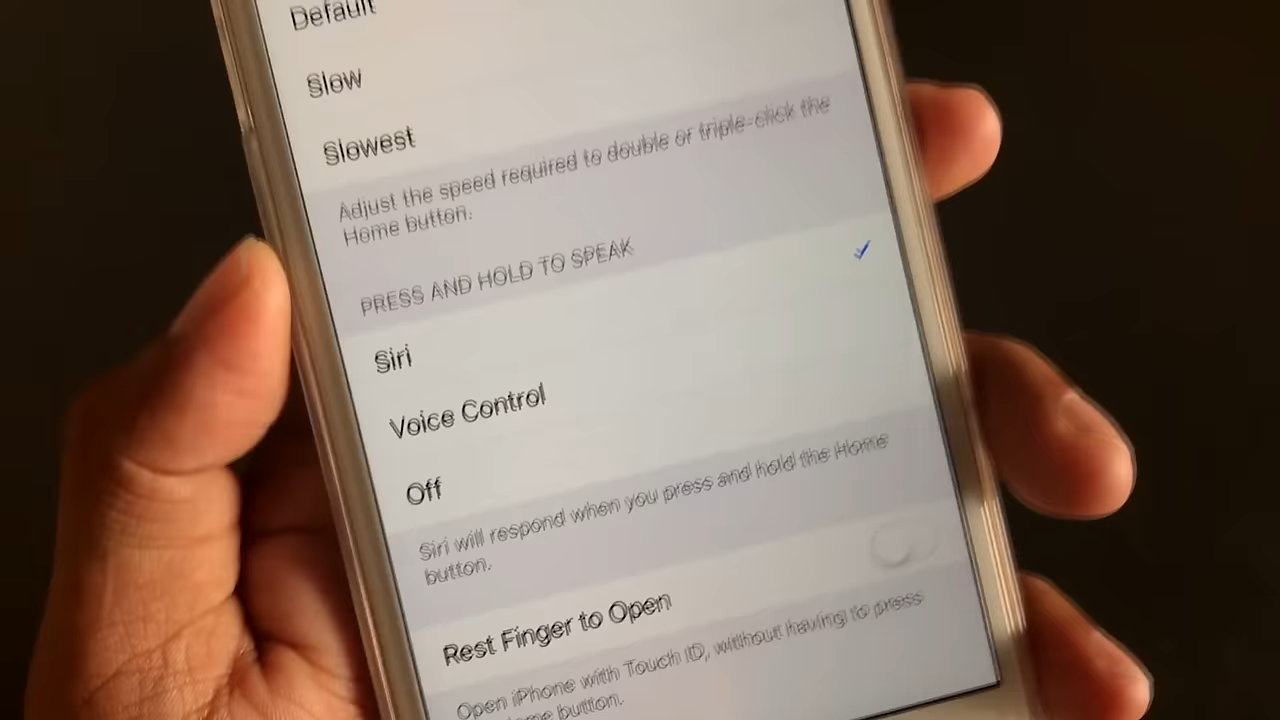 Default
Slow
Slowest
Adjust the speed required to double or triple-click the
Home button.
PRESS AND HOLD TO SPEAK
Siri
Voice Control
Off
Siri will respond when you press and hold the Home
button.
Rest Finger to Open
Open iPhone with Touch ID, without having to press
button.